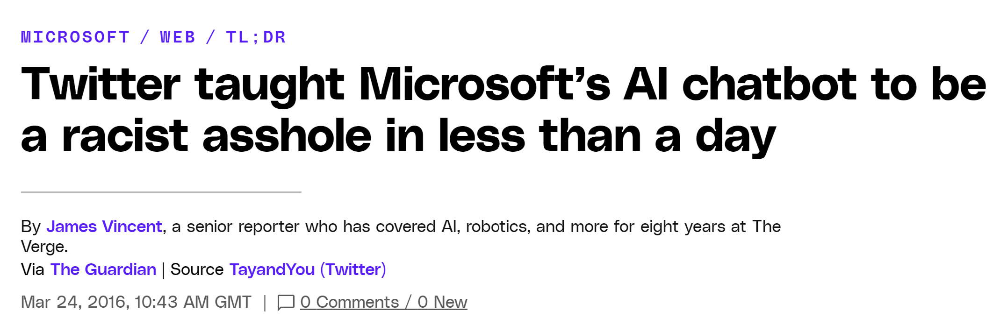 MICROSOFT / WEB / TL;DR
Twitter taught Microsoft’s AI chatbot to be
a racist asshole in less than a day
By James Vincent, a senior reporter who has covered AI, robotics, and more for eight years at The
Verge.
Via The Guardian | Source TayandYou (Twitter)
Mar 24, 2016, 10:43 AM GMT | 0 Comments / 0 New